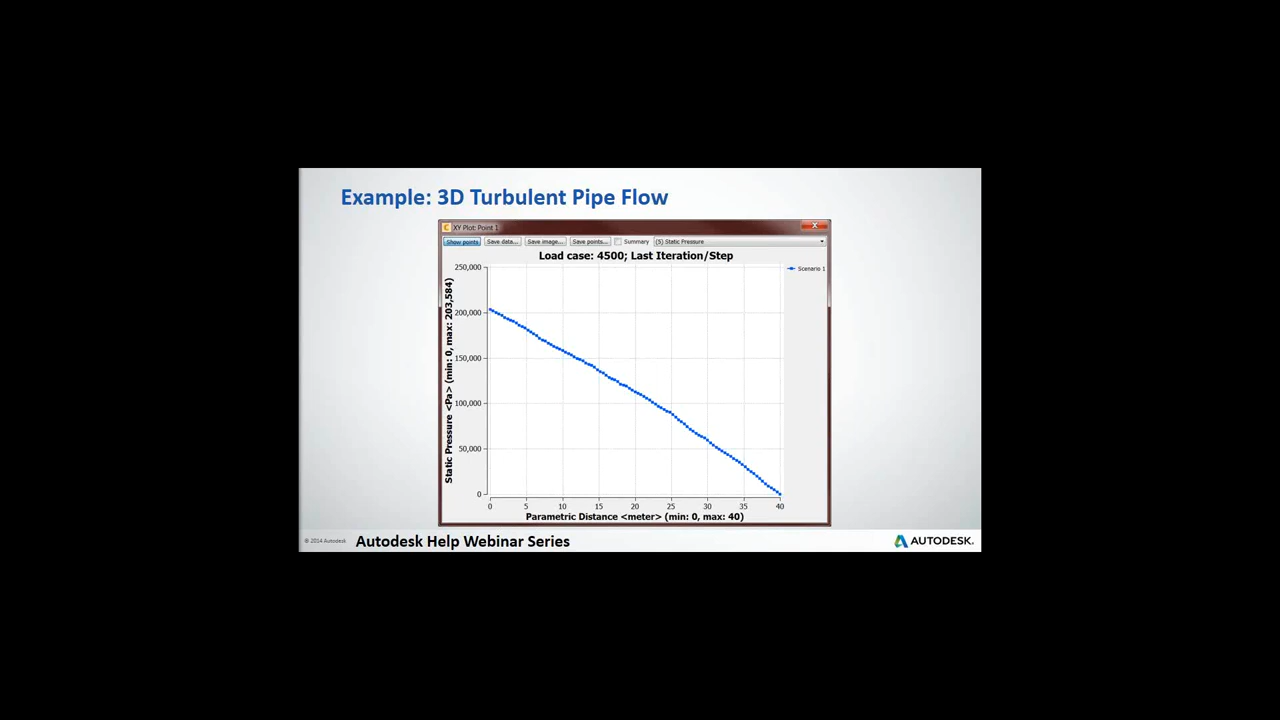 Example: 3D Turbulent Pipe Flow
XY Plot: Point 1
Show points Save data... Save image... Save points... Summary (S) Static Pressure
Load case: 4500; Last Iteration/Step
Scenario 1
Static Pressure <Pa> (min: 0, max: 203,584)
250,000
200,000
150,000
100,000
50,000
0
0 5 10 15 20 25 30 35 40
Parametric Distance <meter> (min: 0, max: 40)
© 2014 Autodesk Autodesk Help Webinar Series AUTODESK.